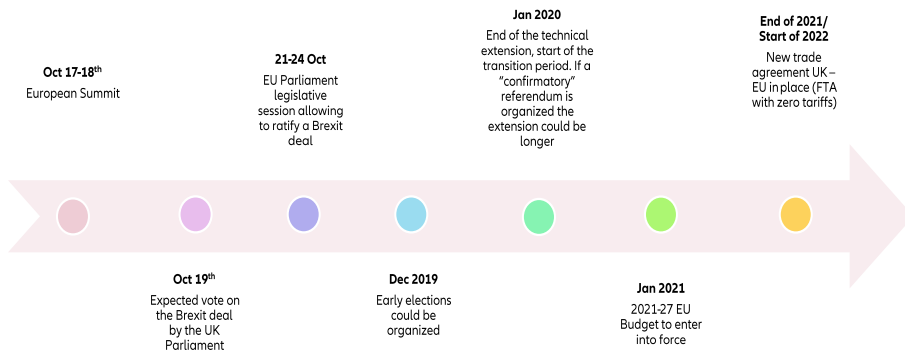 Oct 17-18th
European Summit
Oct 19th
Expected vote on
the Brexit deal
by the UK
Parliament
21-24 Oct
EU Parliament
legislative
session allowing
to ratify a Brexit
deal
Dec 2019
Early elections
could be
organized
Jan 2020
End of the technical
extension, start of the
transition period. If a
“confirmatory”
referendum is
organized the
extension could be
longer
Jan 2021
2021-27 EU
Budget to enter
into force
End of 2021/
Start of 2022
New trade
agreement UK –
EU in place (FTA
with zero tariffs)